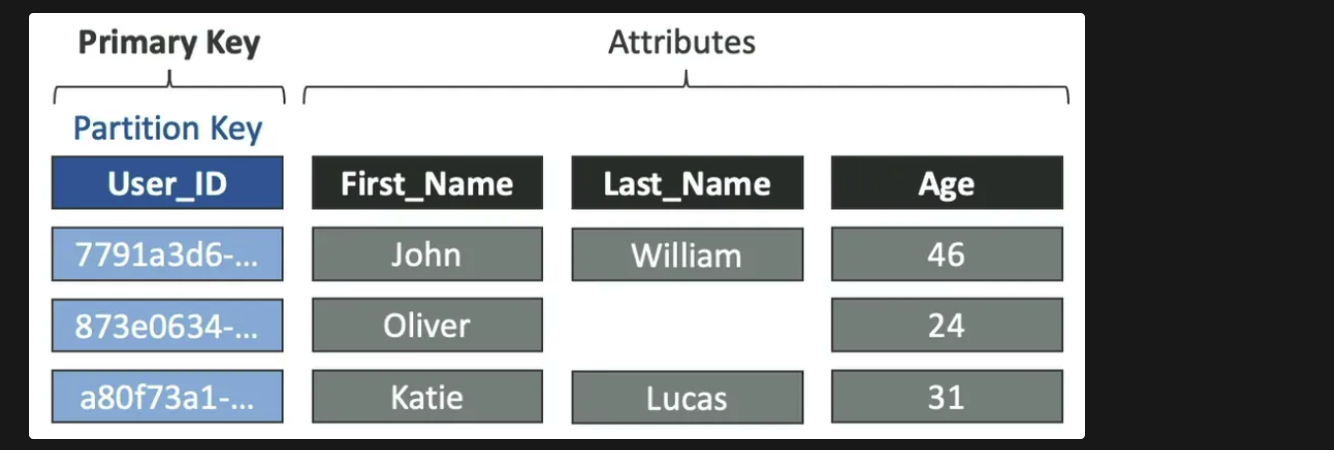 Primary Key Attributes
Partition Key
User_ID First_Name Last_Name Age
7791a3d6-... John William 46
873e0634-... Oliver 24
a80f73a1-... Katie Lucas 31